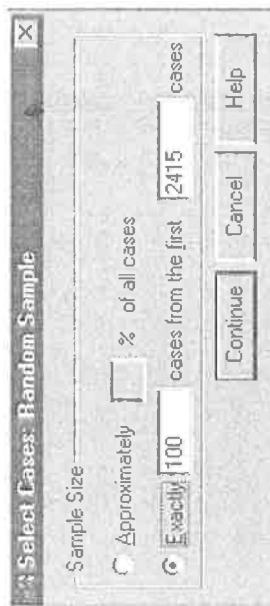 Select Cases: Random Sample
Sample Size
Approximately % of all cases
Exactly 100 cases from the first 2415 cases
Continue Cancel Help